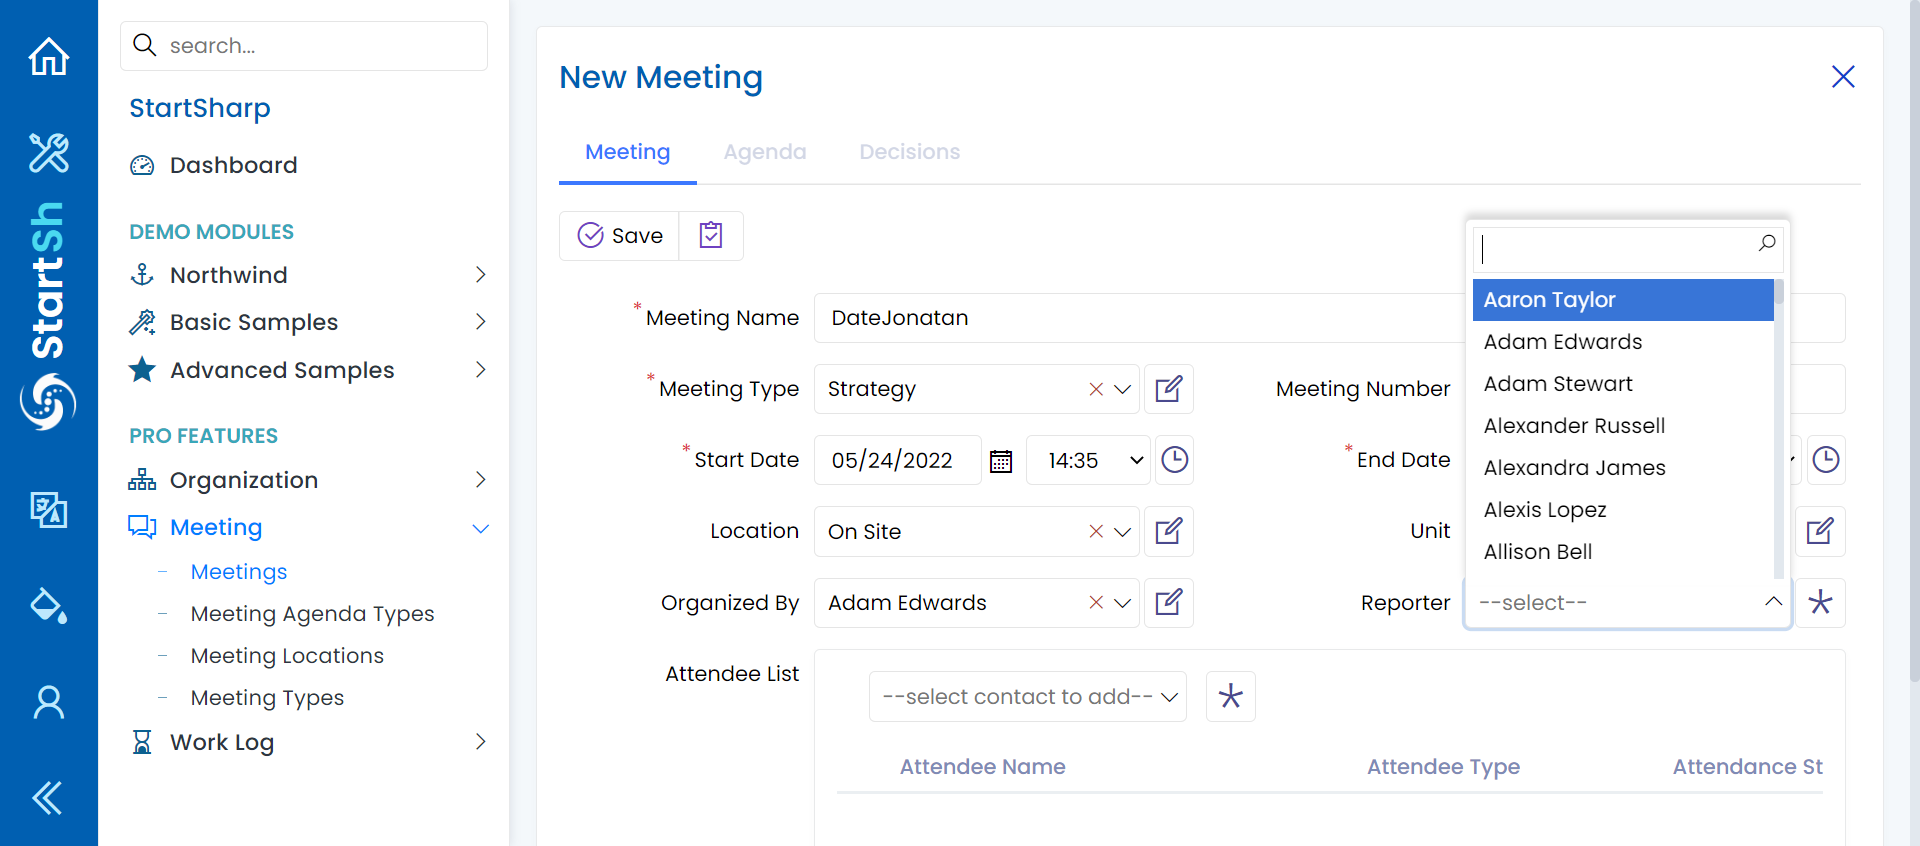 search...
StartSharp
Dashboard
DEMO MODULES
Northwind
Basic Samples
Advanced Samples
PRO FEATURES
Organization
Meeting
Meetings
Meeting Agenda Types
Meeting Locations
Meeting Types
Work Log
StartSh
New Meeting
Meeting
Agenda
Decisions
Save
*Meeting Name
DateJonatan
*Meeting Type
Strategy
Meeting Number
*Start Date
05/24/2022
14:35
*End Date
Location
On Site
Unit
Organized By
Adam Edwards
Reporter
--select--
Aaron Taylor
Adam Edwards
Adam Stewart
Alexander Russell
Alexandra James
Alexis Lopez
Allison Bell
Attendee List
--select contact to add--
Attendee Name
Attendee Type
Attendance St